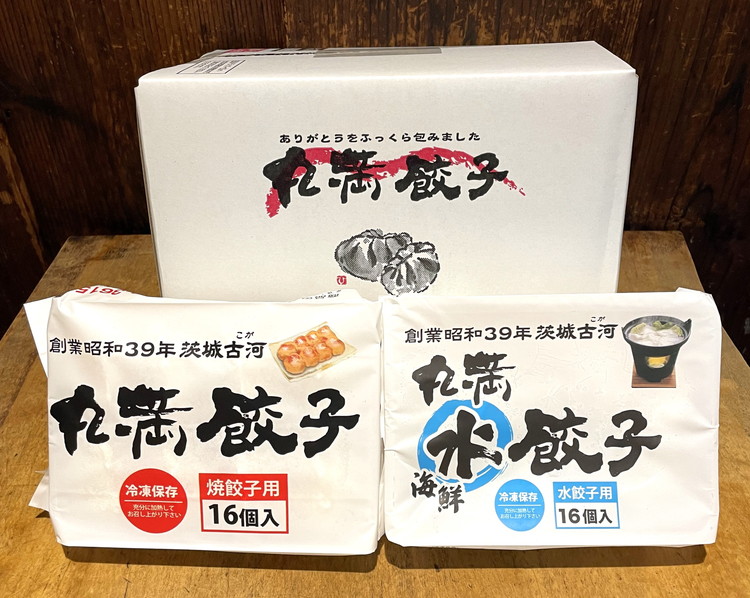 ありがとうをふっくら包みました
丸満餃子
創業昭和39年茨城古河
こが
丸満餃子
冷凍保存
充分に加熱して
お召し上がり下さい
焼餃子用
16個入
創業昭和39年茨城古河
こが
丸満
水餃子
海鮮
冷凍保存
充分に加熱して
お召し上がり下さい
水餃子用
16個入